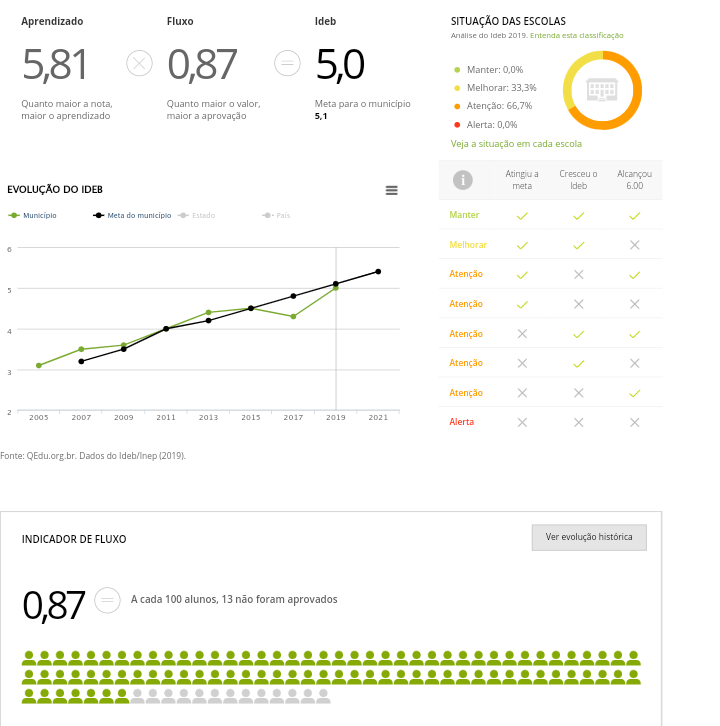 Aprendizado
Fluxo
Ideb
5,81
0,87
5,0
Quanto maior a nota,
maior o aprendizado
Quanto maior o valor,
maior a aprovação
Meta para o município
5,1
SITUAÇÃO DAS ESCOLAS
Análise do Ideb 2019. Entenda esta classificação
Manter: 0,0%
Melhorar: 33,3%
Atenção: 66,7%
Alerta: 0,0%
Veja a situação em cada escola
i
Atingiu a
meta
Cresceu o
Ideb
Alcançou
6.00
Manter
Melhorar
Atenção
Atenção
Atenção
Atenção
Atenção
Alerta
EVOLUÇÃO DO IDEB
Município
Meta do município
Estado
País
6
5
4
3
2
2005 2007 2009 2011 2013 2015 2017 2019 2021
Fonte: QEdu.org.br. Dados do Ideb/Inep (2019).
INDICADOR DE FLUXO
Ver evolução histórica
0,87
A cada 100 alunos, 13 não foram aprovados